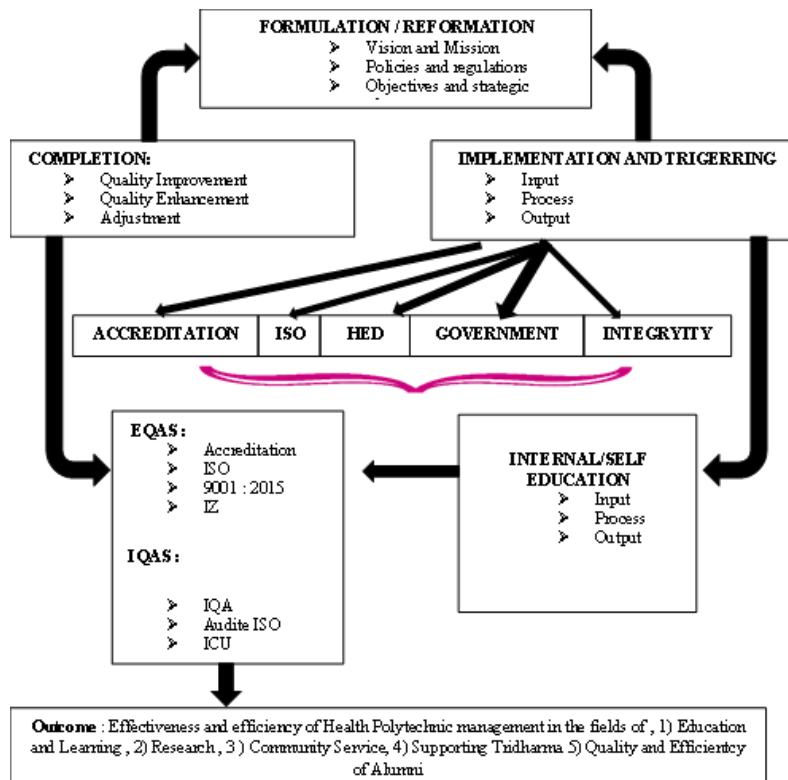 FORMULATION / REFORMATION
➢ Vision and Mission
➢ Policies and regulations
➢ Objectives and strategic
COMPLETION:
➢ Quality Improvement
➢ Quality Enhancement
➢ Adjustment
IMPLEMENTATION AND TRIGERRING
➢ Input
➢ Process
➢ Output
ACCREDITATION ISO HED GOVERNMENT INTEGRYITY
EQAS :
➢ Accreditation
➢ ISO
➢ 9001 : 2015
➢ IZ
IQAS :
➢ IQA
➢ Audite ISO
➢ ICU
INTERNAL/SELF
EDUCATION
➢ Input
➢ Process
➢ Output
Outcome : Effectiveness and efficiency of Health Polytechnic management in the fields of , 1) Education
and Learning , 2) Research , 3 ) Community Service, 4) Supporting Tridharma 5) Quality and Efficientcy
of Alumni